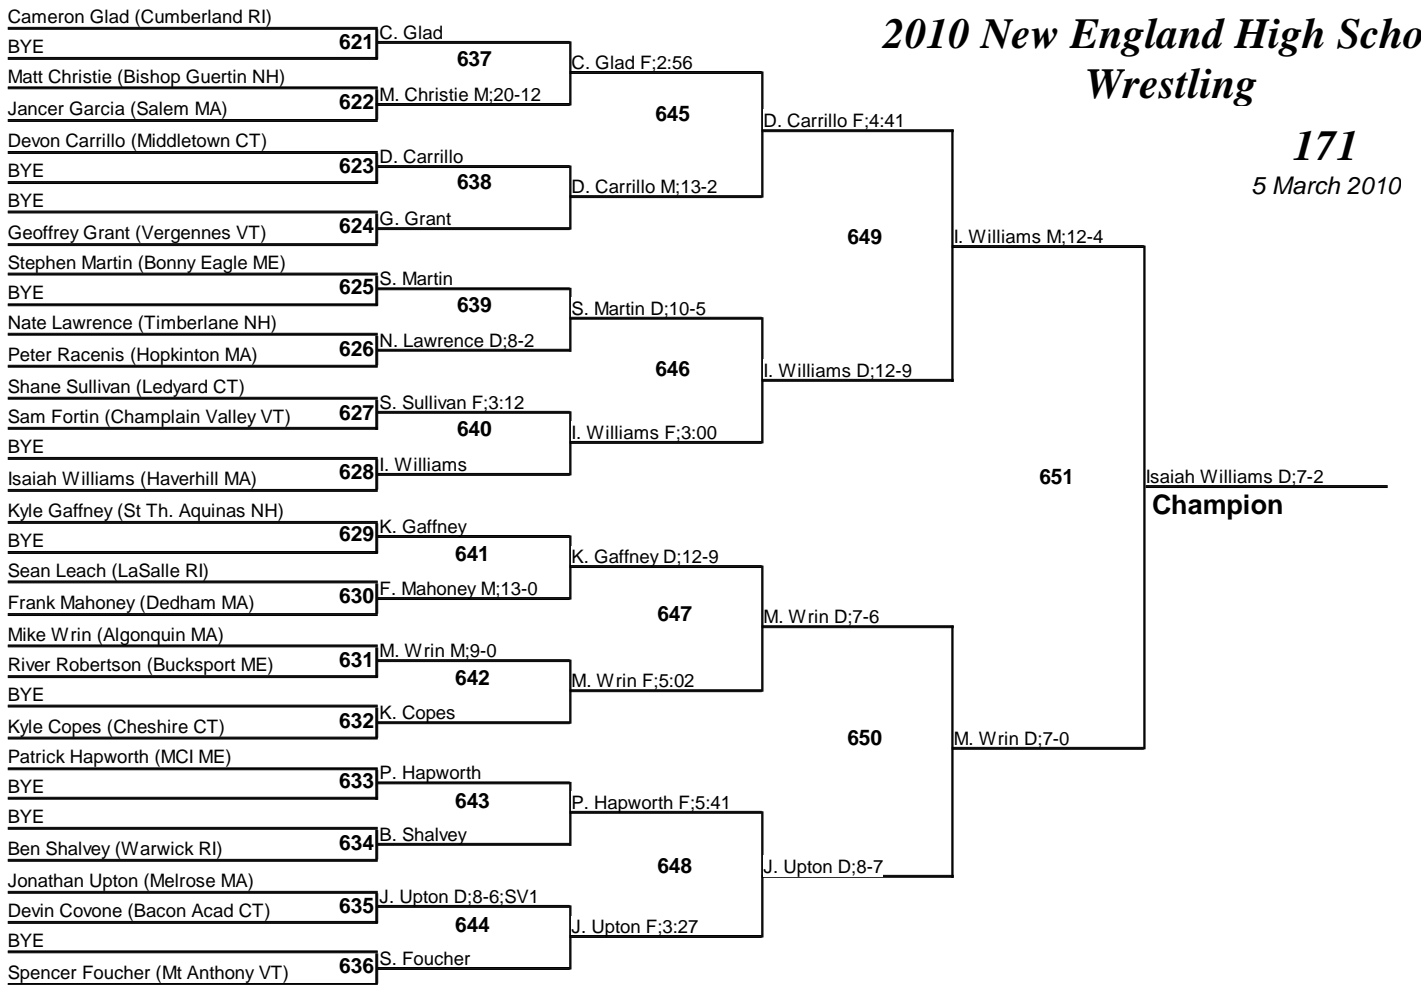 2010 New England High Scho
Wrestling
171
5 March 2010
Cameron Glad (Cumberland RI)
BYE
Matt Christie (Bishop Guertin NH)
Jancer Garcia (Salem MA)
Devon Carrillo (Middletown CT)
BYE
BYE
Geoffrey Grant (Vergennes VT)
Stephen Martin (Bonny Eagle ME)
BYE
Nate Lawrence (Timberlane NH)
Peter Racenis (Hopkinton MA)
Shane Sullivan (Ledyard CT)
Sam Fortin (Champlain Valley VT)
BYE
Isaiah Williams (Haverhill MA)
Kyle Gaffney (St Th. Aquinas NH)
BYE
Sean Leach (LaSalle RI)
Frank Mahoney (Dedham MA)
Mike Wrin (Algonquin MA)
River Robertson (Bucksport ME)
BYE
Kyle Copes (Cheshire CT)
Patrick Hapworth (MCI ME)
BYE
BYE
Ben Shalvey (Warwick RI)
Jonathan Upton (Melrose MA)
Devin Covone (Bacon Acad CT)
BYE
Spencer Foucher (Mt Anthony VT)
621
622
623
624
625
626
627
628
629
630
631
632
633
634
635
636
C. Glad
M. Christie M;20-12
D. Carrillo
G. Grant
S. Martin
N. Lawrence D;8-2
S. Sullivan F;3:12
I. Williams
K. Gaffney
F. Mahoney M;13-0
M. Wrin M;9-0
K. Copes
P. Hapworth
B. Shalvey
J. Upton D;8-6;SV1
S. Foucher
637
638
639
640
641
642
643
644
C. Glad F;2:56
D. Carrillo M;13-2
S. Martin D;10-5
I. Williams F;3:00
K. Gaffney D;12-9
M. Wrin F;5:02
P. Hapworth F;5:41
J. Upton F;3:27
645
646
647
648
D. Carrillo F;4:41
I. Williams D;12-9
M. Wrin D;7-6
J. Upton D;8-7
649
650
I. Williams M;12-4
M. Wrin D;7-0
651
Isaiah Williams D;7-2
Champion